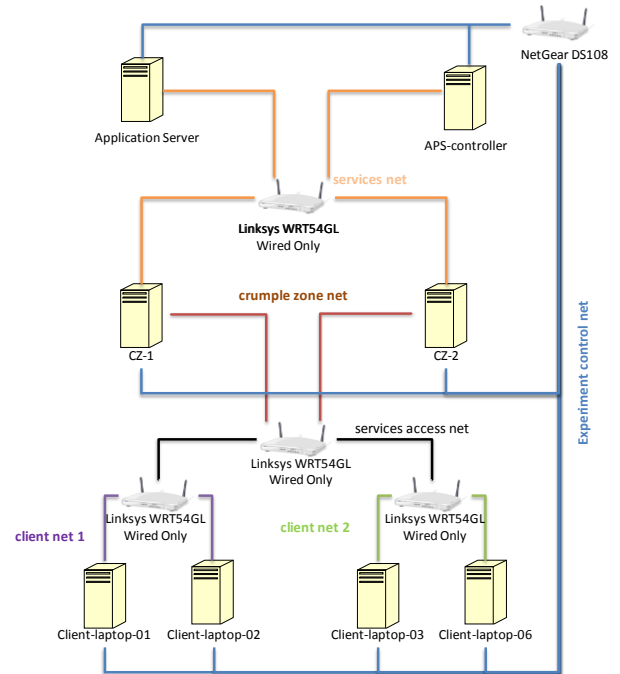 NetGear DS108
Application Server
APS-controller
services net
Linksys WRT54GL
Wired Only
crumple zone net
CZ-1
CZ-2
Experiment control net
services access net
Linksys WRT54GL
Wired Only
Linksys WRT54GL
Wired Only
Linksys WRT54GL
Wired Only
client net 1
client net 2
Client-laptop-01
Client-laptop-02
Client-laptop-03
Client-laptop-06